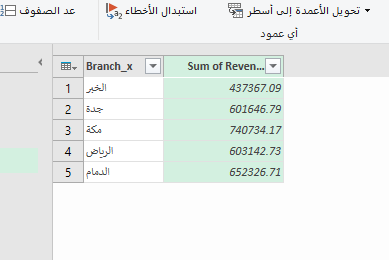 تحويل الأعمدة إلى أسطر استبدال الأخطاء عد الصفوف
أي عمود
Branch_x Sum of Reven...
1 الخبر 437367.09
2 جدة 601646.79
3 مكة 740734.17
4 الرياض 603142.73
5 الدمام 652326.71